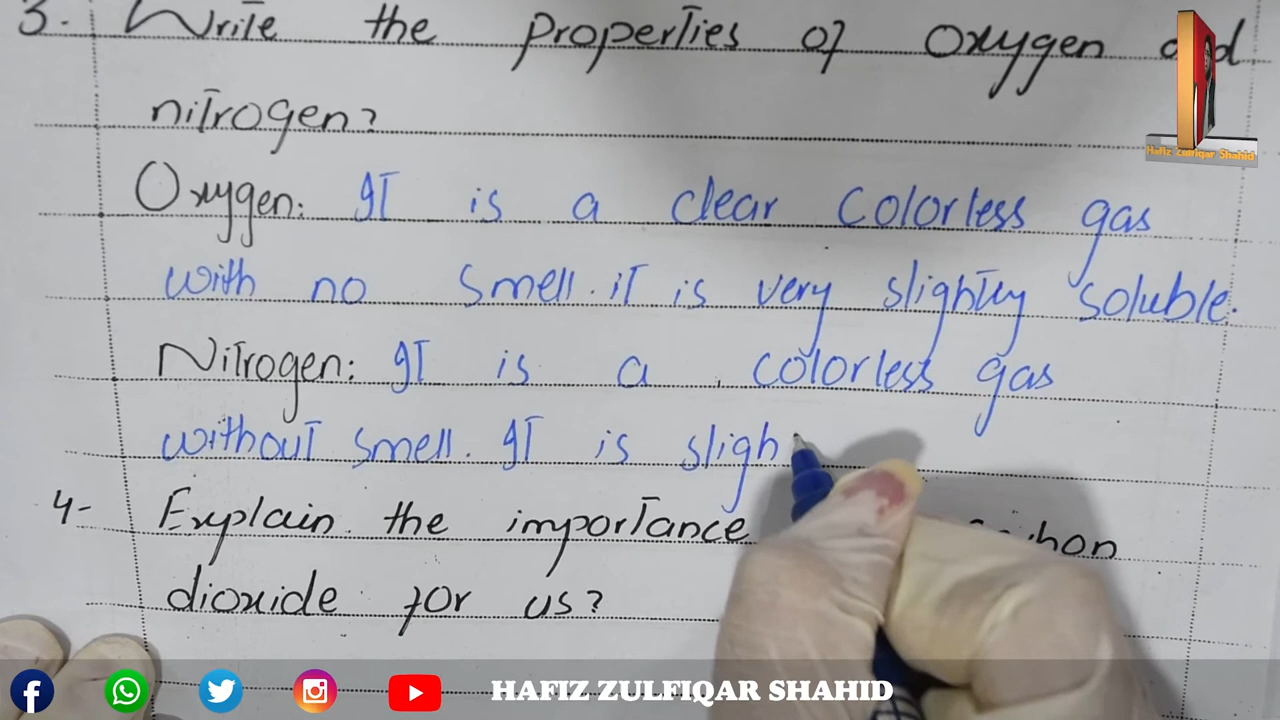 3. Write the properties of Oxygen and
nitrogen?
Oxygen: It is a clear Colorless gas
with no smell. it is very slightly soluble.
Nitrogen: It is a colorless gas
without smell. It is sligh
4- Explain the importance
dioxide for us?
Hafiz Zulfiqar Shahid
HAFIZ ZULFIQAR SHAHID